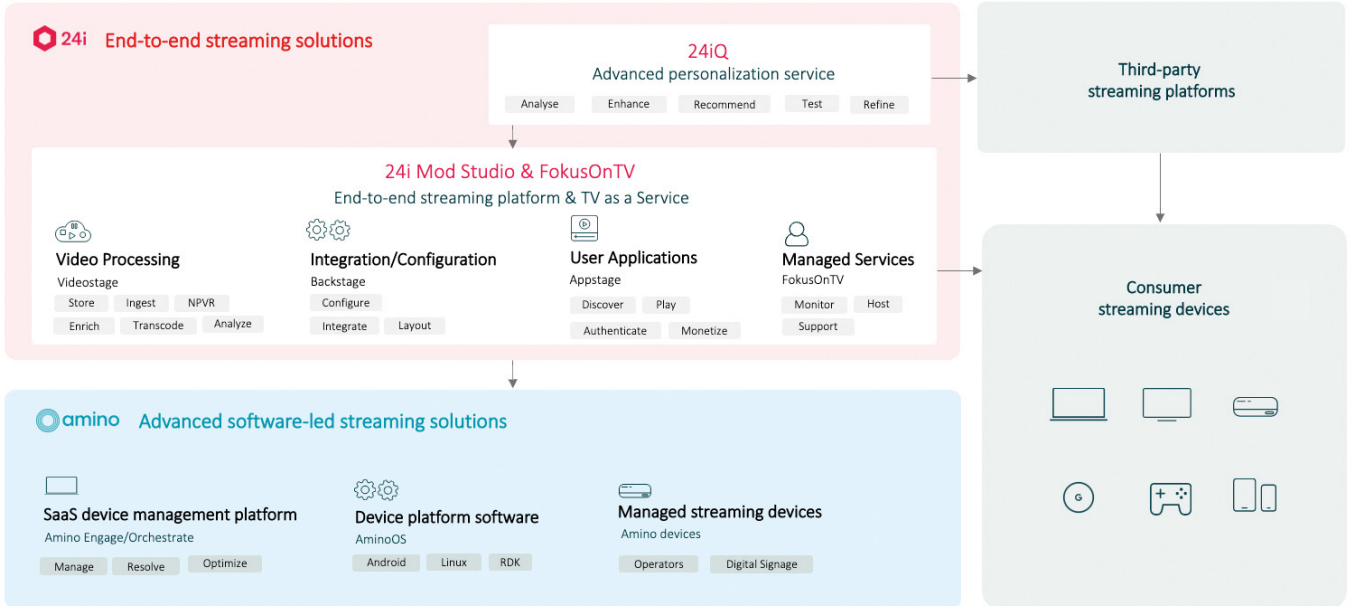 24i End-to-end streaming solutions
24iQ
Advanced personalization service
Analyse Enhance Recommend Test Refine
Third-party
streaming platforms
24i Mod Studio & FokusOnTV
End-to-end streaming platform & TV as a Service
Video Processing
Videostage
Store Ingest NPVR
Enrich Transcode Analyze
Integration/Configuration
Backstage
Configure
Integrate Layout
User Applications
Appstage
Discover Play
Authenticate Monetize
Managed Services
FokusOnTV
Monitor Host
Support
Consumer
streaming devices
G
amino Advanced software-led streaming solutions
SaaS device management platform
Amino Engage/Orchestrate
Manage Resolve Optimize
Device platform software
AminoOS
Android Linux RDK
Managed streaming devices
Amino devices
Operators Digital Signage